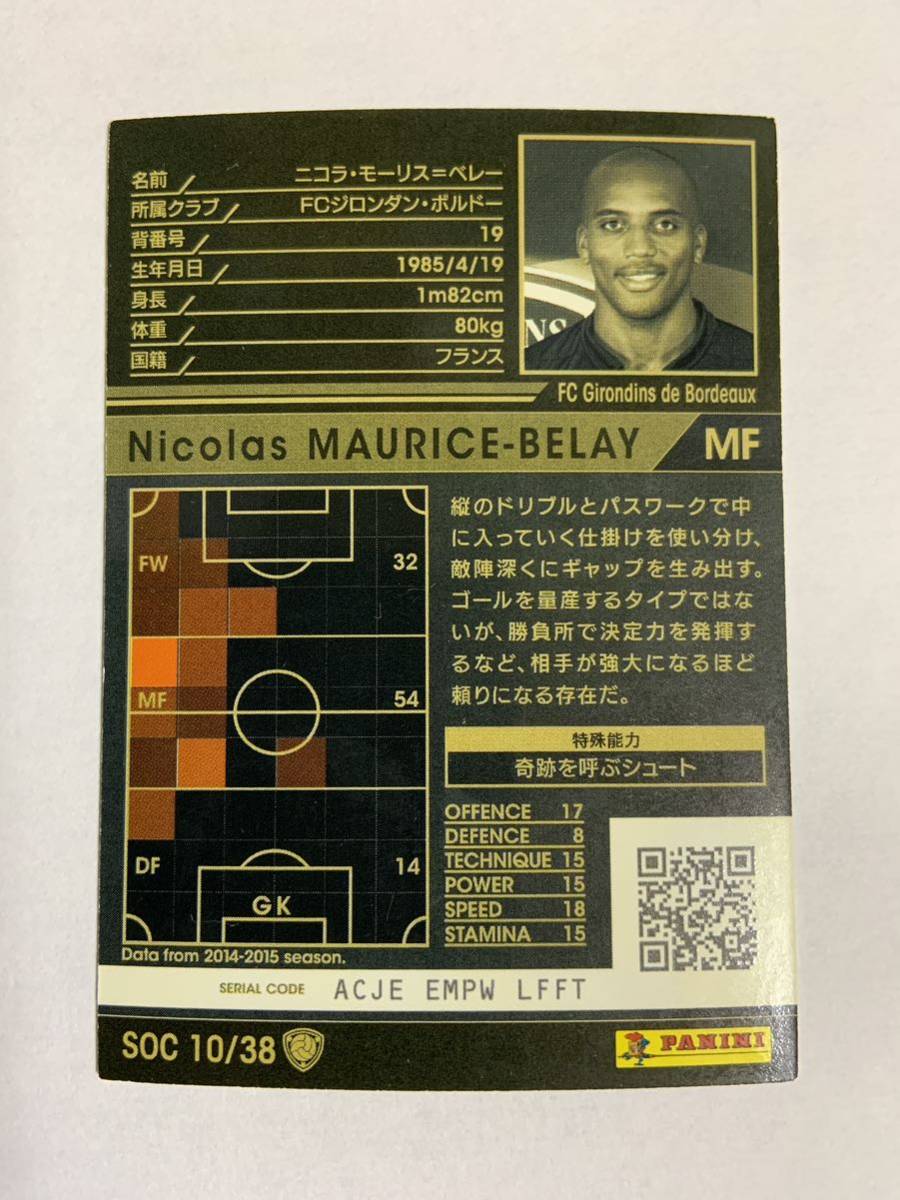 名前 ニコラ・モーリス=ベレー
所属クラブ FCジロンダン・ボルドー
背番号 19
生年月日 1985/4/19
身長 1m82cm
体重 80kg
国籍 フランス
NS
FC Girondins de Bordeaux
Nicolas MAURICE-BELAY MF
縦のドリブルとパスワークで中
に入っていく仕掛けを使い分け、
敵陣深くにギャップを生み出す。
ゴールを量産するタイプではな
いが、勝負所で決定力を発揮す
るなど、相手が強大になるほど
頼りになる存在だ。
FW 32
MF 54
DF 14
GK
特殊能力
奇跡を呼ぶシュート
OFFENCE 17
DEFENCE 8
TECHNIQUE 15
POWER 15
SPEED 18
STAMINA 15
Data from 2014-2015 season.
SERIAL CODE ACJE EMPW LFFT
SOC 10/38
PANINI